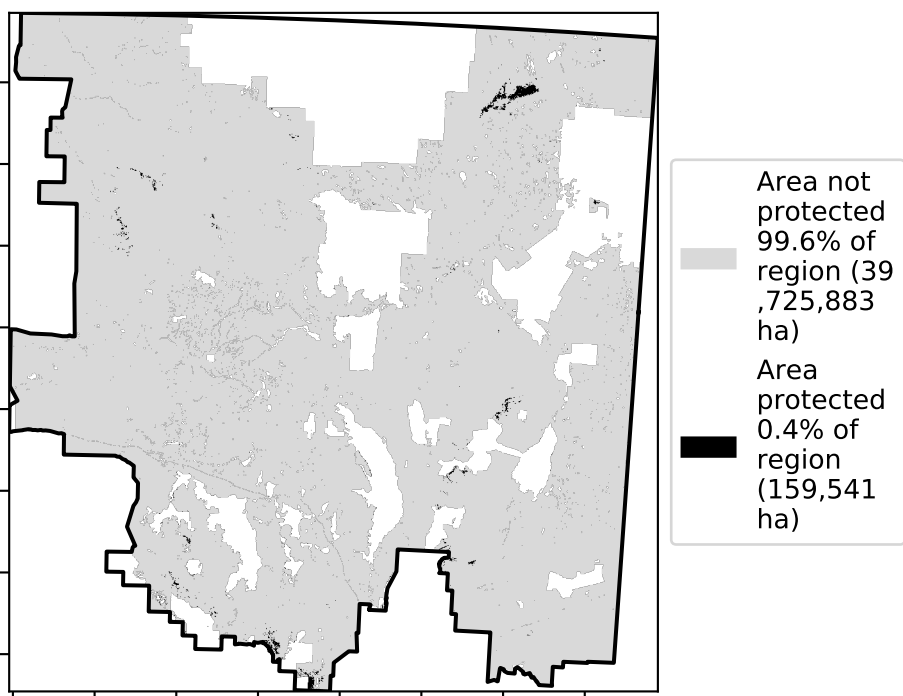 Area not
protected
99.6% of
region (39
,725,883
ha)
Area
protected
0.4% of
region
(159,541
ha)